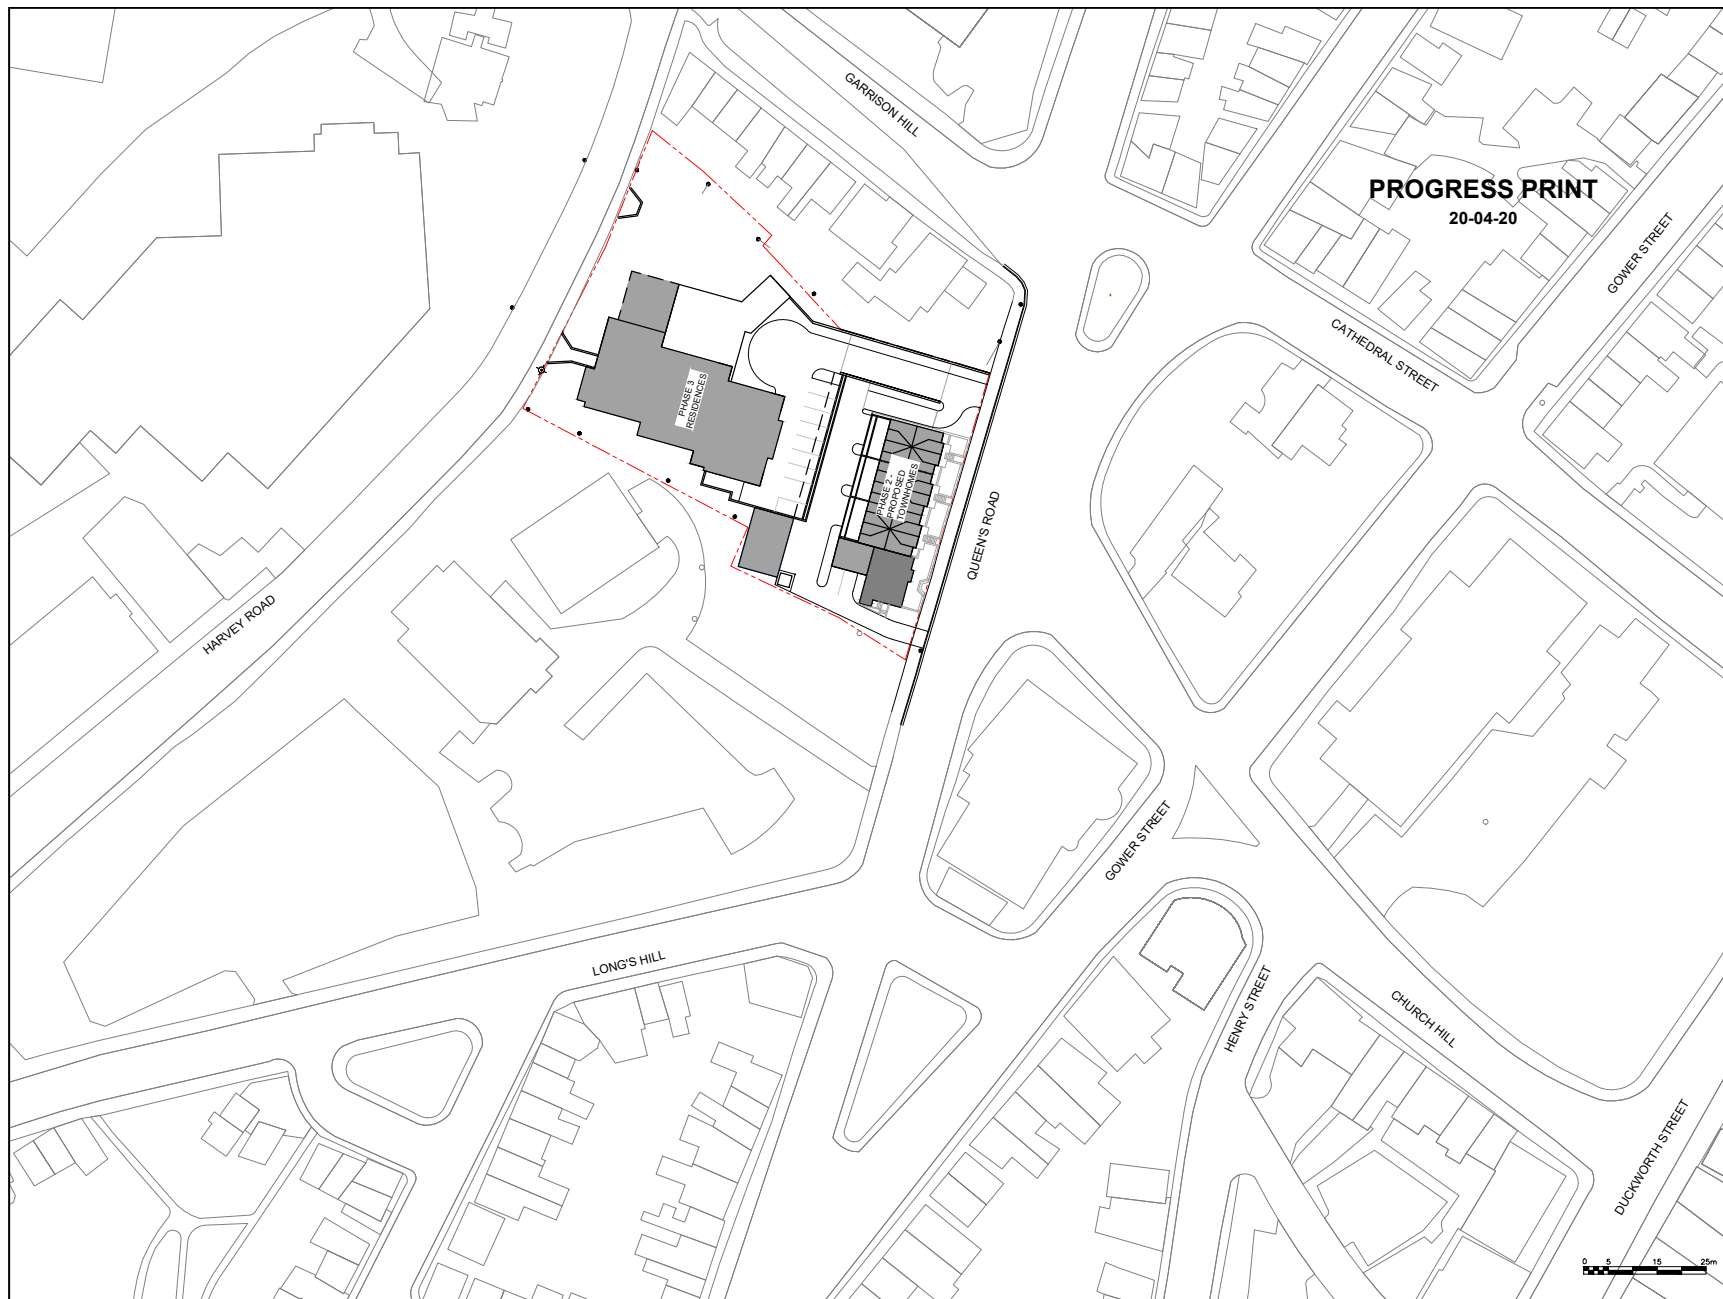 GARRISON HILL
PROGRESS PRINT
20-04-20
GOWER STREET
CATHEDRAL STREET
PHASE 3
RESIDENCES
PHASE 2 -
PROPOSED
TOWNHOMES
QUEEN'S ROAD
HARVEY ROAD
GOWER STREET
LONG'S HILL
HENRY STREET
CHURCH HILL
DUCKWORTH STREET
0 5 15 25m